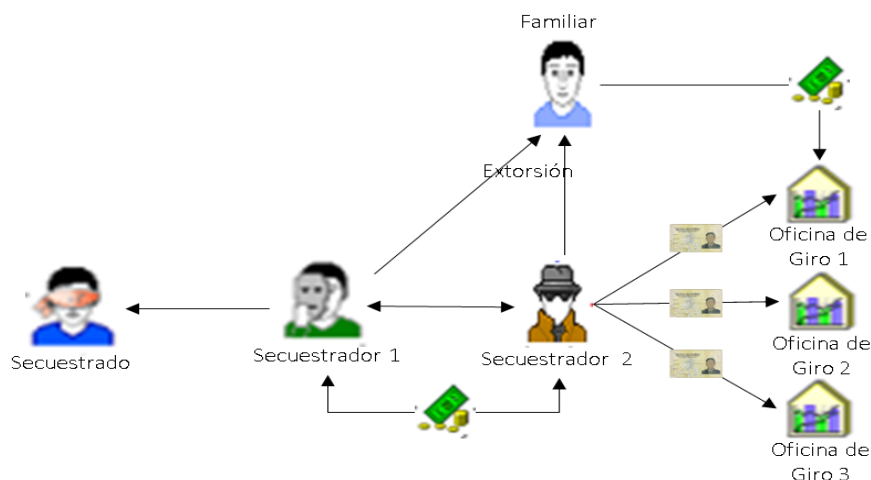 Familiar
Extorsión
Oficina de
Giro 1
Secuestrado
Secuestrador 1
Secuestrador 2
Oficina de
Giro 2
Oficina de
Giro 3